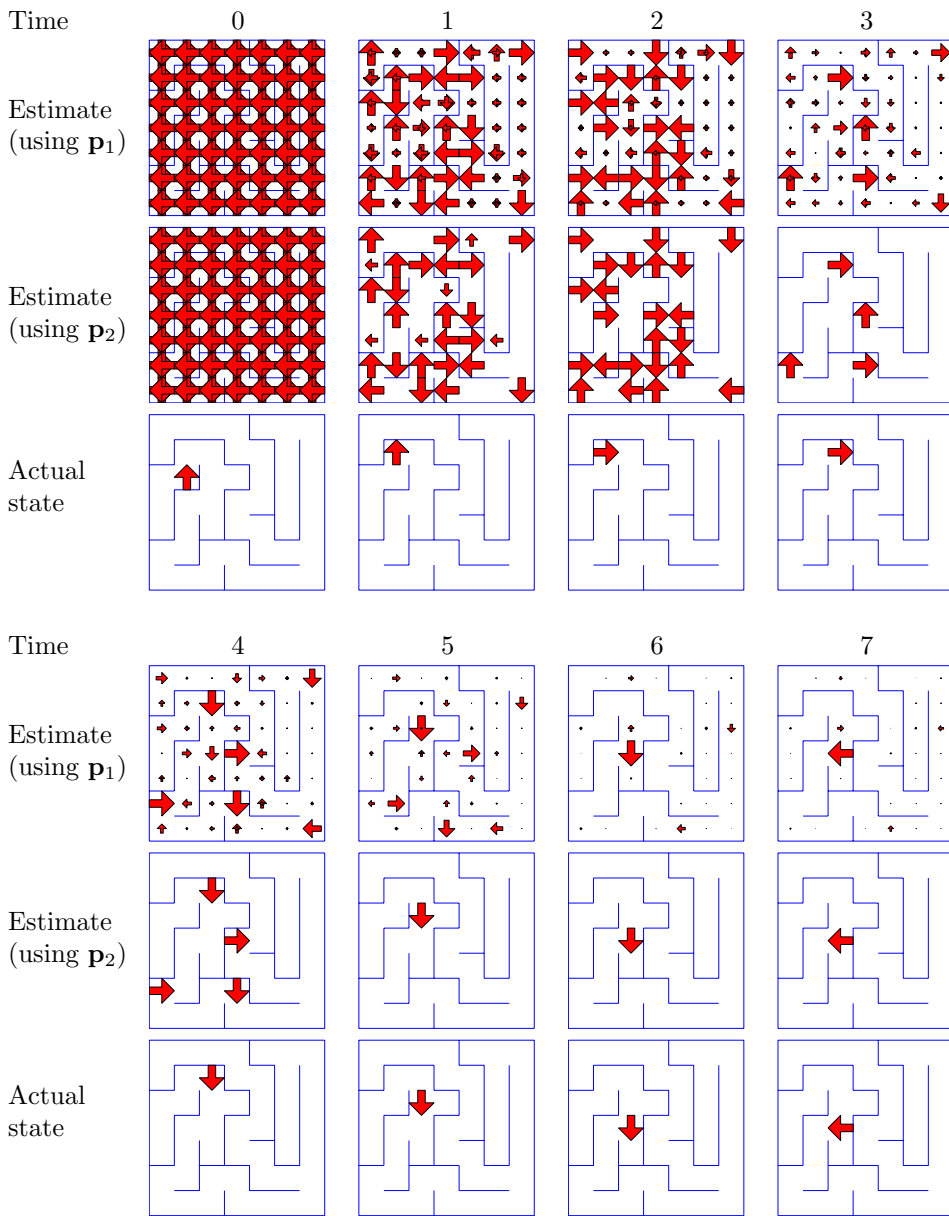 Time 0 1 2 3
Estimate
(using p₁)
Estimate
(using p₂)
Actual
state
Time 4 5 6 7
Estimate
(using p₁)
Estimate
(using p₂)
Actual
state